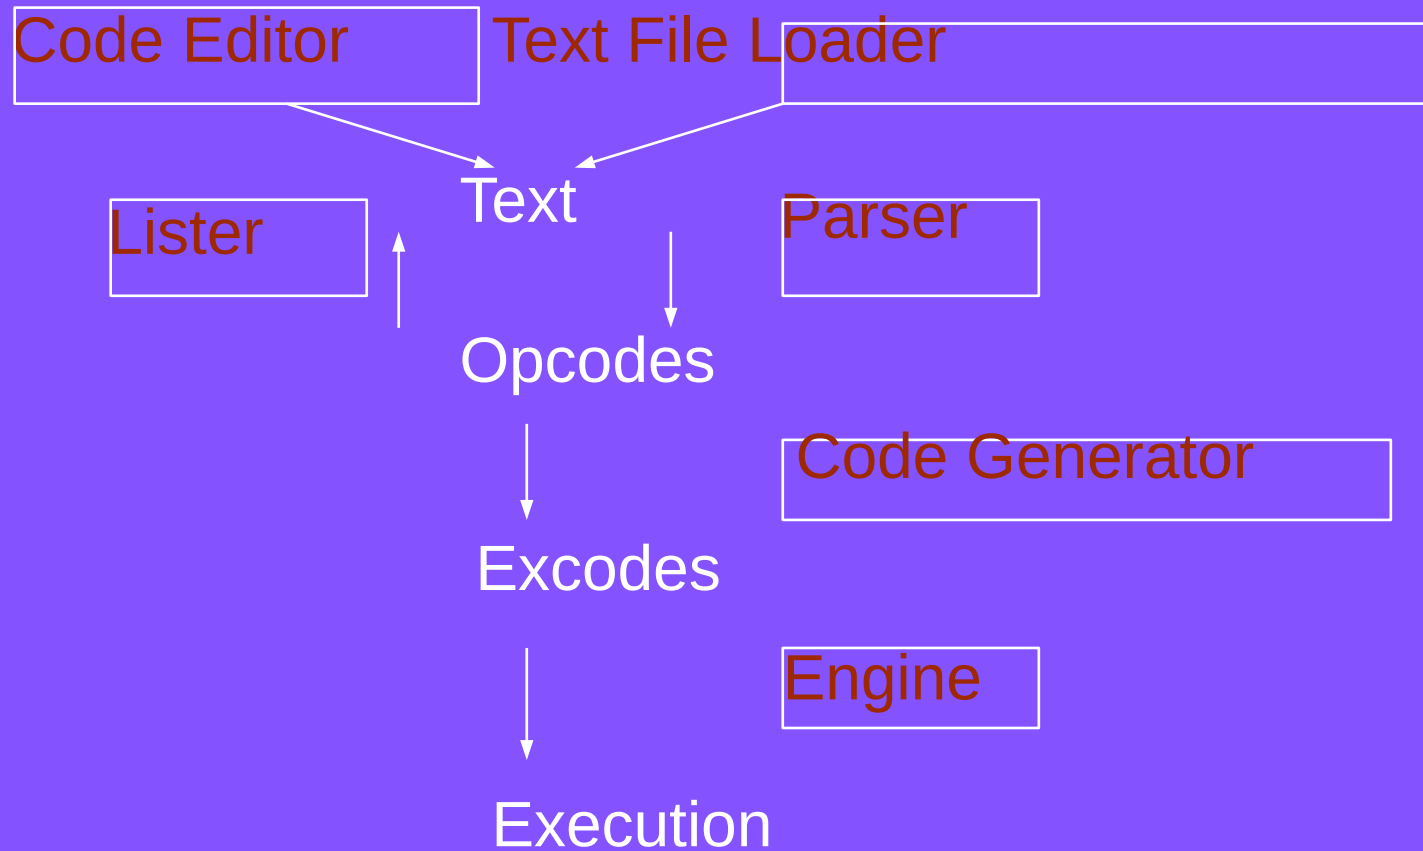 Code Editor
Text File Loader
Text
Lister
Parser
Opcodes
Code Generator
Excodes
Engine
Execution